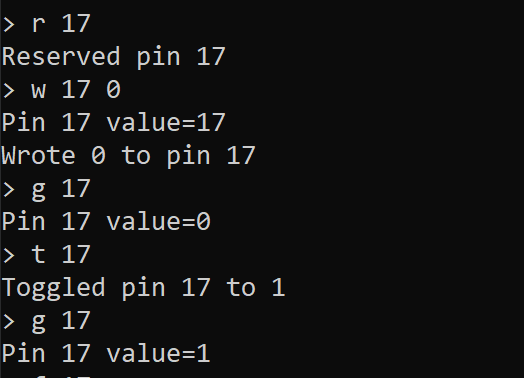 > r 17
Reserved pin 17
> w 17 0
Pin 17 value=17
Wrote 0 to pin 17
> g 17
Pin 17 value=0
> t 17
Toggled pin 17 to 1
> g 17
Pin 17 value=1